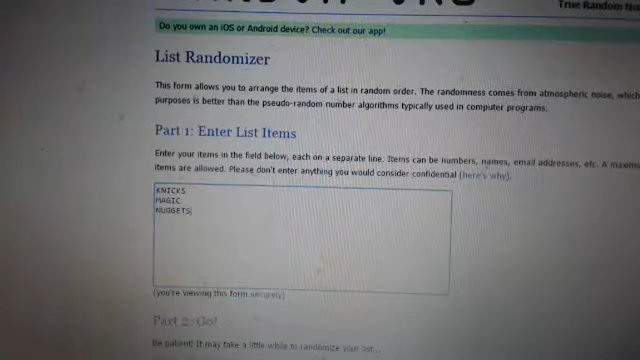 True Random Nu
Do you own an iOS or Android device? Check out our app!
List Randomizer
This form allows you to arrange the items of a list in random order. The randomness comes from atmospheric noise, which
purposes is better than the pseudo-random number algorithms typically used in computer programs.
Part 1: Enter List Items
Enter your items in the field below, each on a separate line. Items can be numbers, names, email addresses, etc. A maxim
items are allowed. Please don't enter anything you would consider confidential (here's why).
KNICKS
MAGIC
NUGGETS
(you're viewing this form securely)
Part 2: Go!
Be patient! It may take a little while to randomize your list...